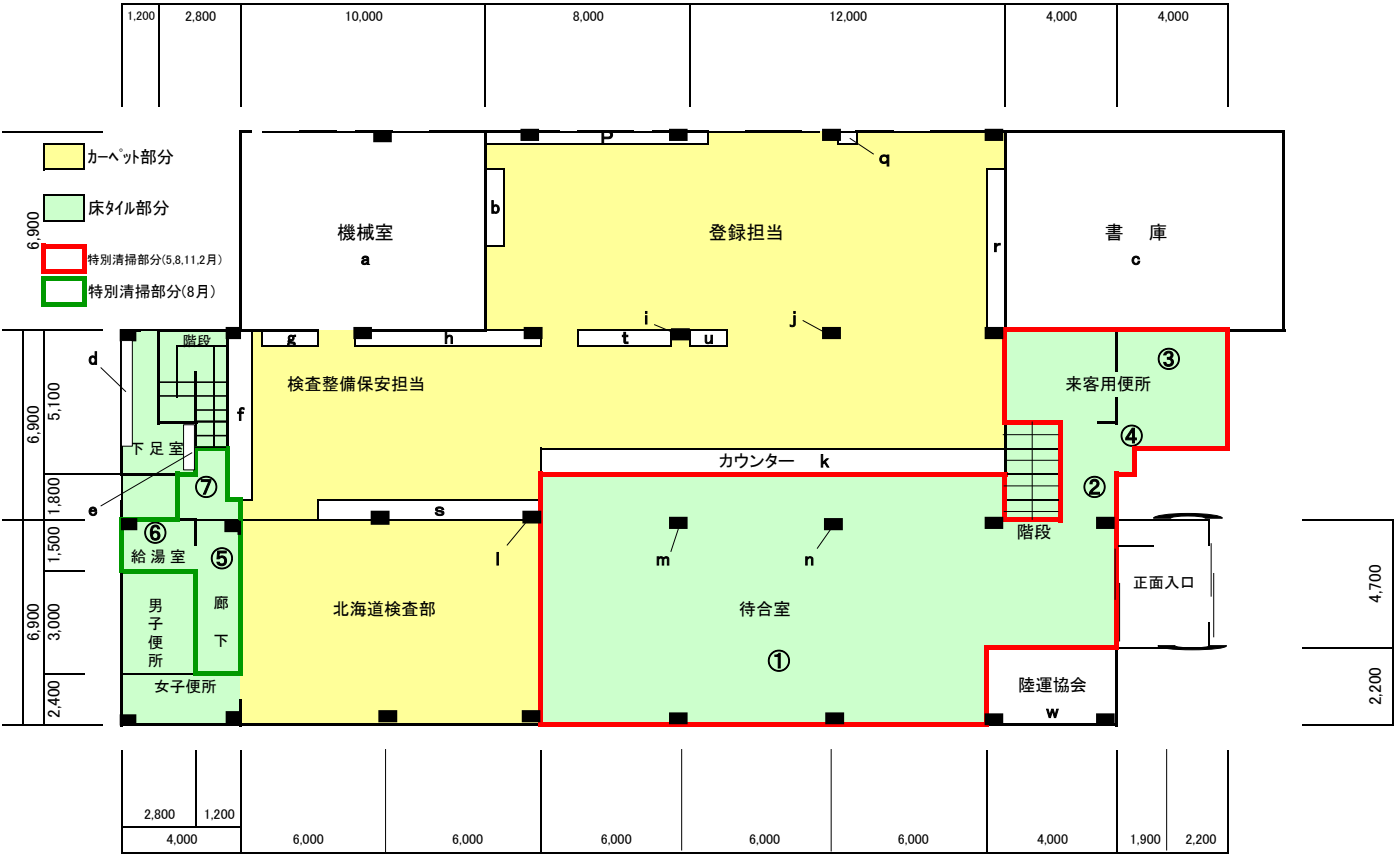 1,200
2,800
10,000
8,000
12,000
4,000
4,000
カーペット部分
床タイル部分
特別清掃部分(5,8,11,2月)
特別清掃部分(8月)
6,900
機械室
a
b
p
登録担当
q
r
書 庫
c
i
j
d
階段
g
h
t
u
f
検査整備保安担当
来客用便所
③
④
6,900
5,100
下足室
カウンター k
⑦
②
1,800
e
s
⑥
給湯室
⑤
l
m
n
階段
1,500
正面入口
4,700
男子便所
廊下
北海道検査部
待合室
①
6,900
3,000
女子便所
陸運協会
w
2,400
2,200
2,800
1,200
4,000
6,000
6,000
6,000
6,000
6,000
4,000
1,900
2,200